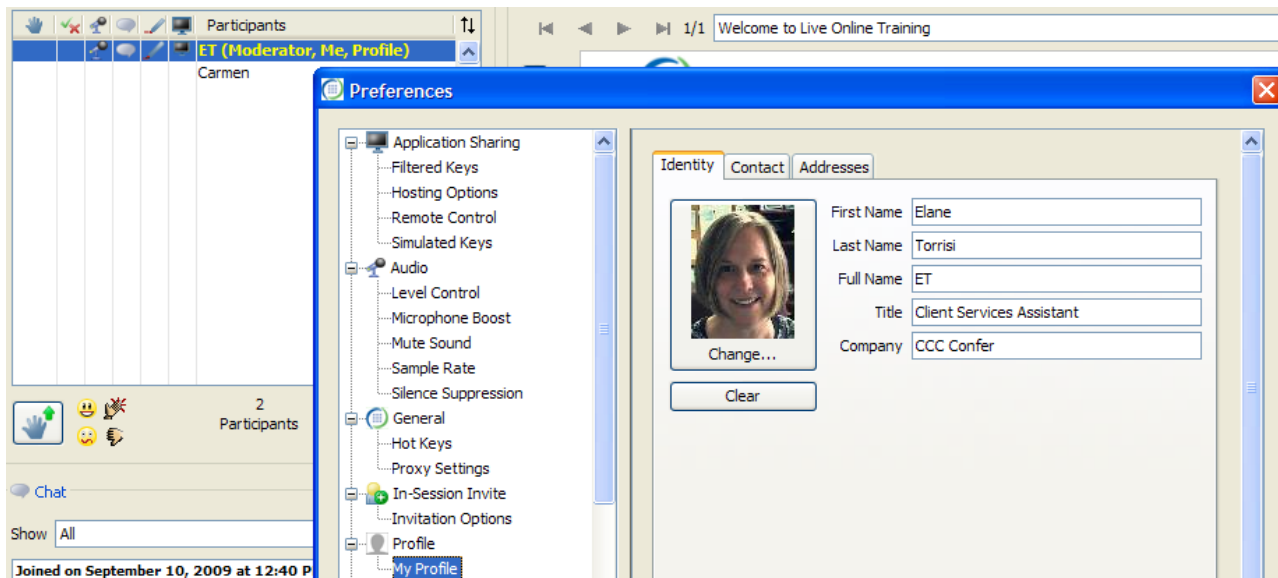 Participants
1/1 Welcome to Live Online Training
ET (Moderator, Me, Profile)
Carmen
Preferences
Application Sharing
Filtered Keys
Hosting Options
Remote Control
Simulated Keys
Audio
Level Control
Microphone Boost
Mute Sound
Sample Rate
Silence Suppression
General
Hot Keys
Proxy Settings
In-Session Invite
Invitation Options
Profile
My Profile
Identity Contact Addresses
First Name Elane
Last Name Torrisi
Full Name ET
Title Client Services Assistant
Company CCC Confer
Change...
Clear
2
Participants
Chat
Show All
Joined on September 10, 2009 at 12:40 P